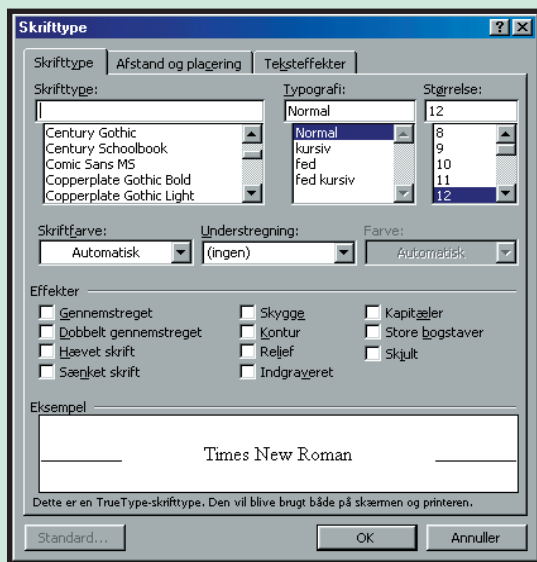 Skrifttype
Skrifttype Afstand og placering Teksteffekter
Skrifttype: Typografi: Størrelse:
Normal 12
Century Gothic Normal 8
Century Schoolbook kursiv 9
Comic Sans MS fed 10
Copperplate Gothic Bold fed kursiv 11
Copperplate Gothic Light 12
Skriftfarve: Understregning: Farve:
Automatisk (ingen) Automatisk
Effekter
Gennemstreget Skygge Kapitæler
Dobbelt gennemstreget Kontur Store bogstaver
Hævet skrift Relief Skjult
Sænket skrift Indgraveret
Eksempel
Times New Roman
Dette er en TrueType-skrifttype. Den vil blive brugt både på skærmen og printeren.
Standard... OK Annuller